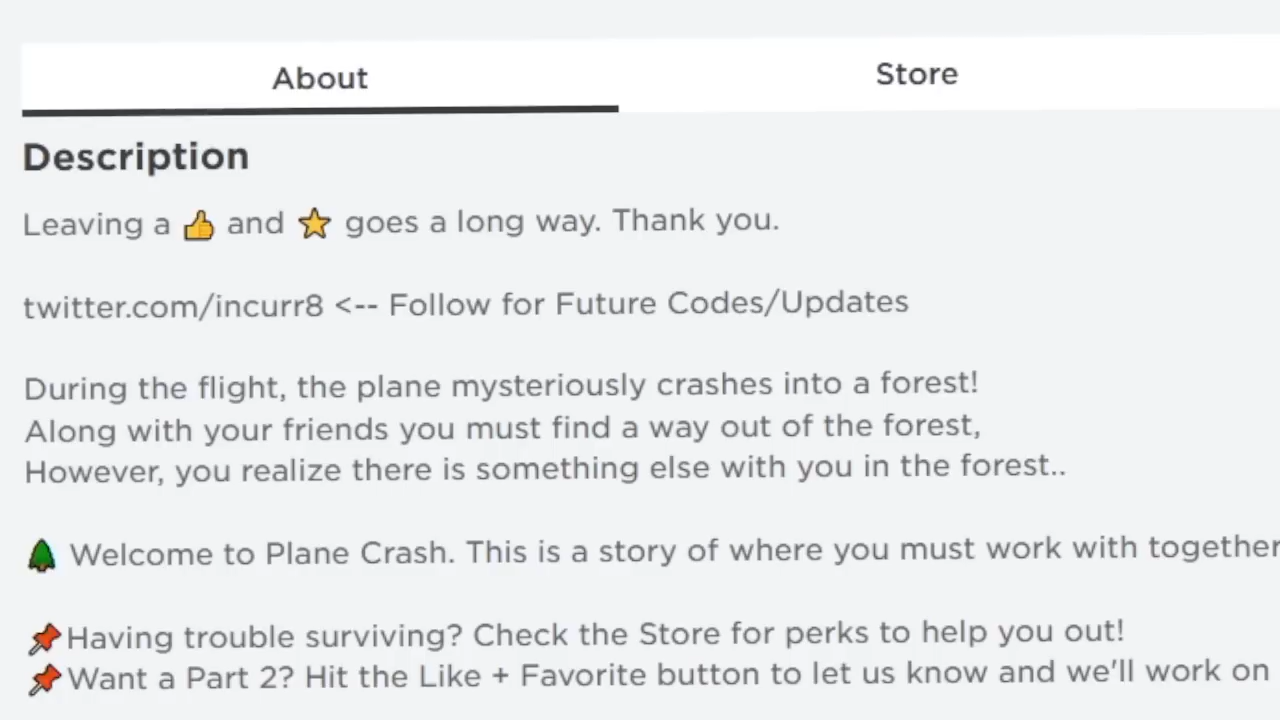 About
Store
Description
Leaving a 👍 and ⭐ goes a long way. Thank you.
twitter.com/incurr8 <-- Follow for Future Codes/Updates
During the flight, the plane mysteriously crashes into a forest!
Along with your friends you must find a way out of the forest,
However, you realize there is something else with you in the forest..
🌲 Welcome to Plane Crash. This is a story of where you must work with together
📌Having trouble surviving? Check the Store for perks to help you out!
📌Want a Part 2? Hit the Like + Favorite button to let us know and we'll work on